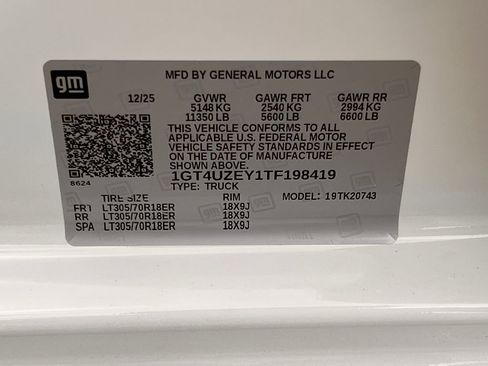 gm
MFD BY GENERAL MOTORS LLC
12/25 GVWR GAWR FRT GAWR RR
5148 KG 2540 KG 2994 KG
11350 LB 5600 LB 6600 LB
THIS VEHICLE CONFORMS TO ALL
APPLICABLE U.S. FEDERAL MOTOR
VEHICLE SAFETY STANDARDS IN EFFECT
ON THE DATE OF MANUFACTURE
SHOWN ABOVE.
1GT4UZEY1TF198419
8624 TYPE: TRUCK
TIRE SIZE RIM MODEL: 19TK20743
FRT LT305/70R18ER 18X9J
RR LT305/70R18ER 18X9J
SPA LT305/70R18ER 18X9J